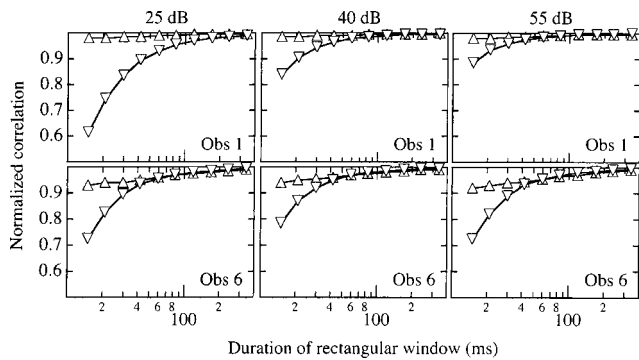 25 dB 40 dB 55 dB
Normalized correlation
0.9
0.8
0.7
0.6
Obs 1 Obs 1 Obs 1
0.9
0.8
0.7
0.6
Obs 6 Obs 6 Obs 6
2 4 6 8 2 2 4 6 8 2 2 4 6 8 2
100 100 100
Duration of rectangular window (ms)